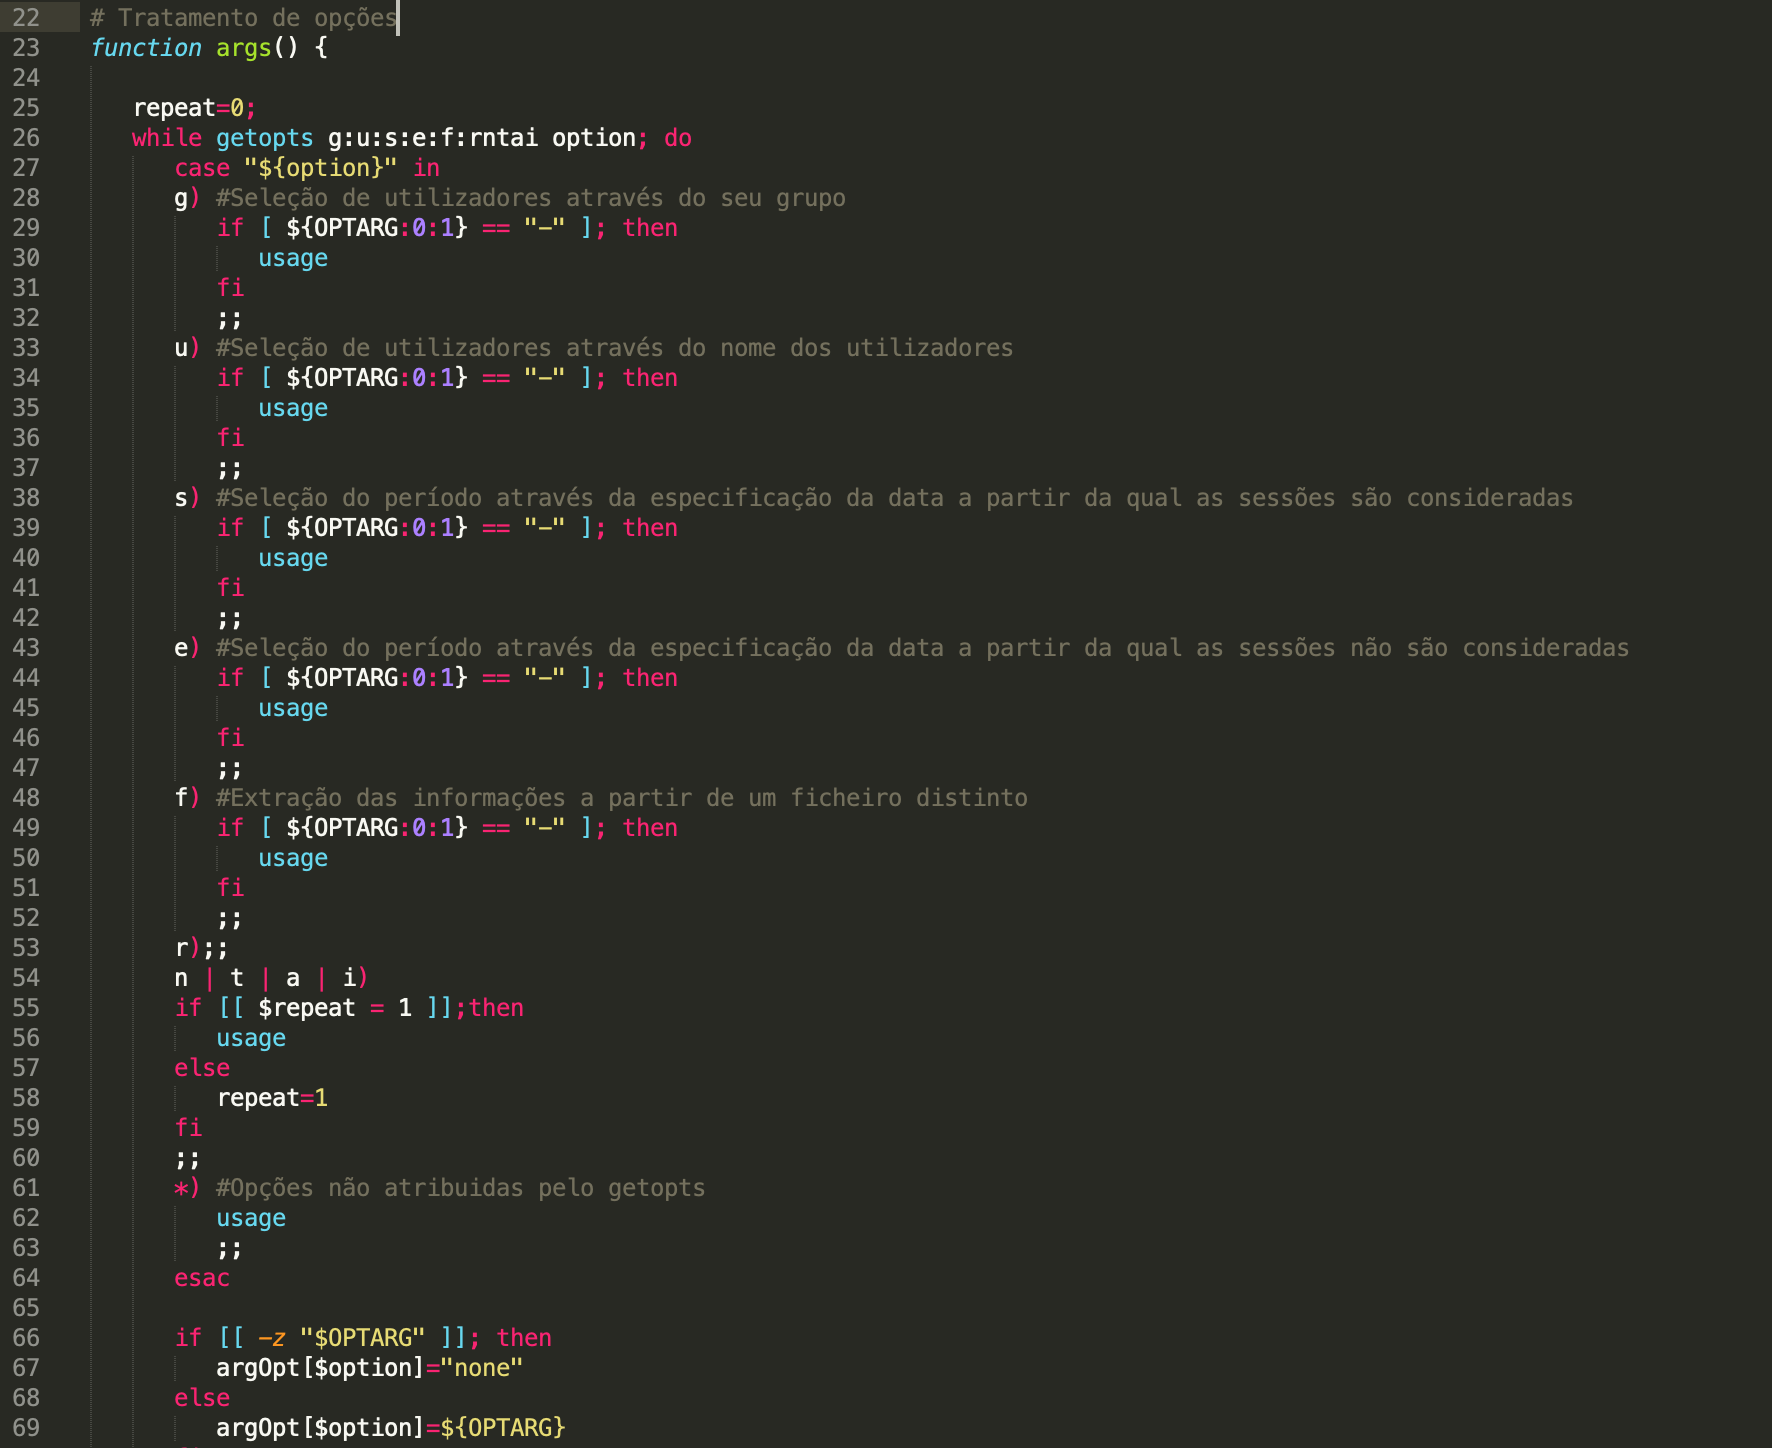 22 # Tratamento de opções
23 function args() {
24
25 repeat=0;
26 while getopts g:u:s:e:f:rntai option; do
27 case "${option}" in
28 g) #Seleção de utilizadores através do seu grupo
29 if [ ${OPTARG:0:1} == "-" ]; then
30 usage
31 fi
32 ;;
33 u) #Seleção de utilizadores através do nome dos utilizadores
34 if [ ${OPTARG:0:1} == "-" ]; then
35 usage
36 fi
37 ;;
38 s) #Seleção do período através da especificação da data a partir da qual as sessões são consideradas
39 if [ ${OPTARG:0:1} == "-" ]; then
40 usage
41 fi
42 ;;
43 e) #Seleção do período através da especificação da data a partir da qual as sessões não são consideradas
44 if [ ${OPTARG:0:1} == "-" ]; then
45 usage
46 fi
47 ;;
48 f) #Extração das informações a partir de um ficheiro distinto
49 if [ ${OPTARG:0:1} == "-" ]; then
50 usage
51 fi
52 ;;
53 r);;
54 n | t | a | i)
55 if [[ $repeat = 1 ]];then
56 usage
57 else
58 repeat=1
59 fi
60 ;;
61 *) #Opções não atribuidas pelo getopts
62 usage
63 ;;
64 esac
65
66 if [[ -z "$OPTARG" ]]; then
67 argOpt[$option]="none"
68 else
69 argOpt[$option]=${OPTARG}